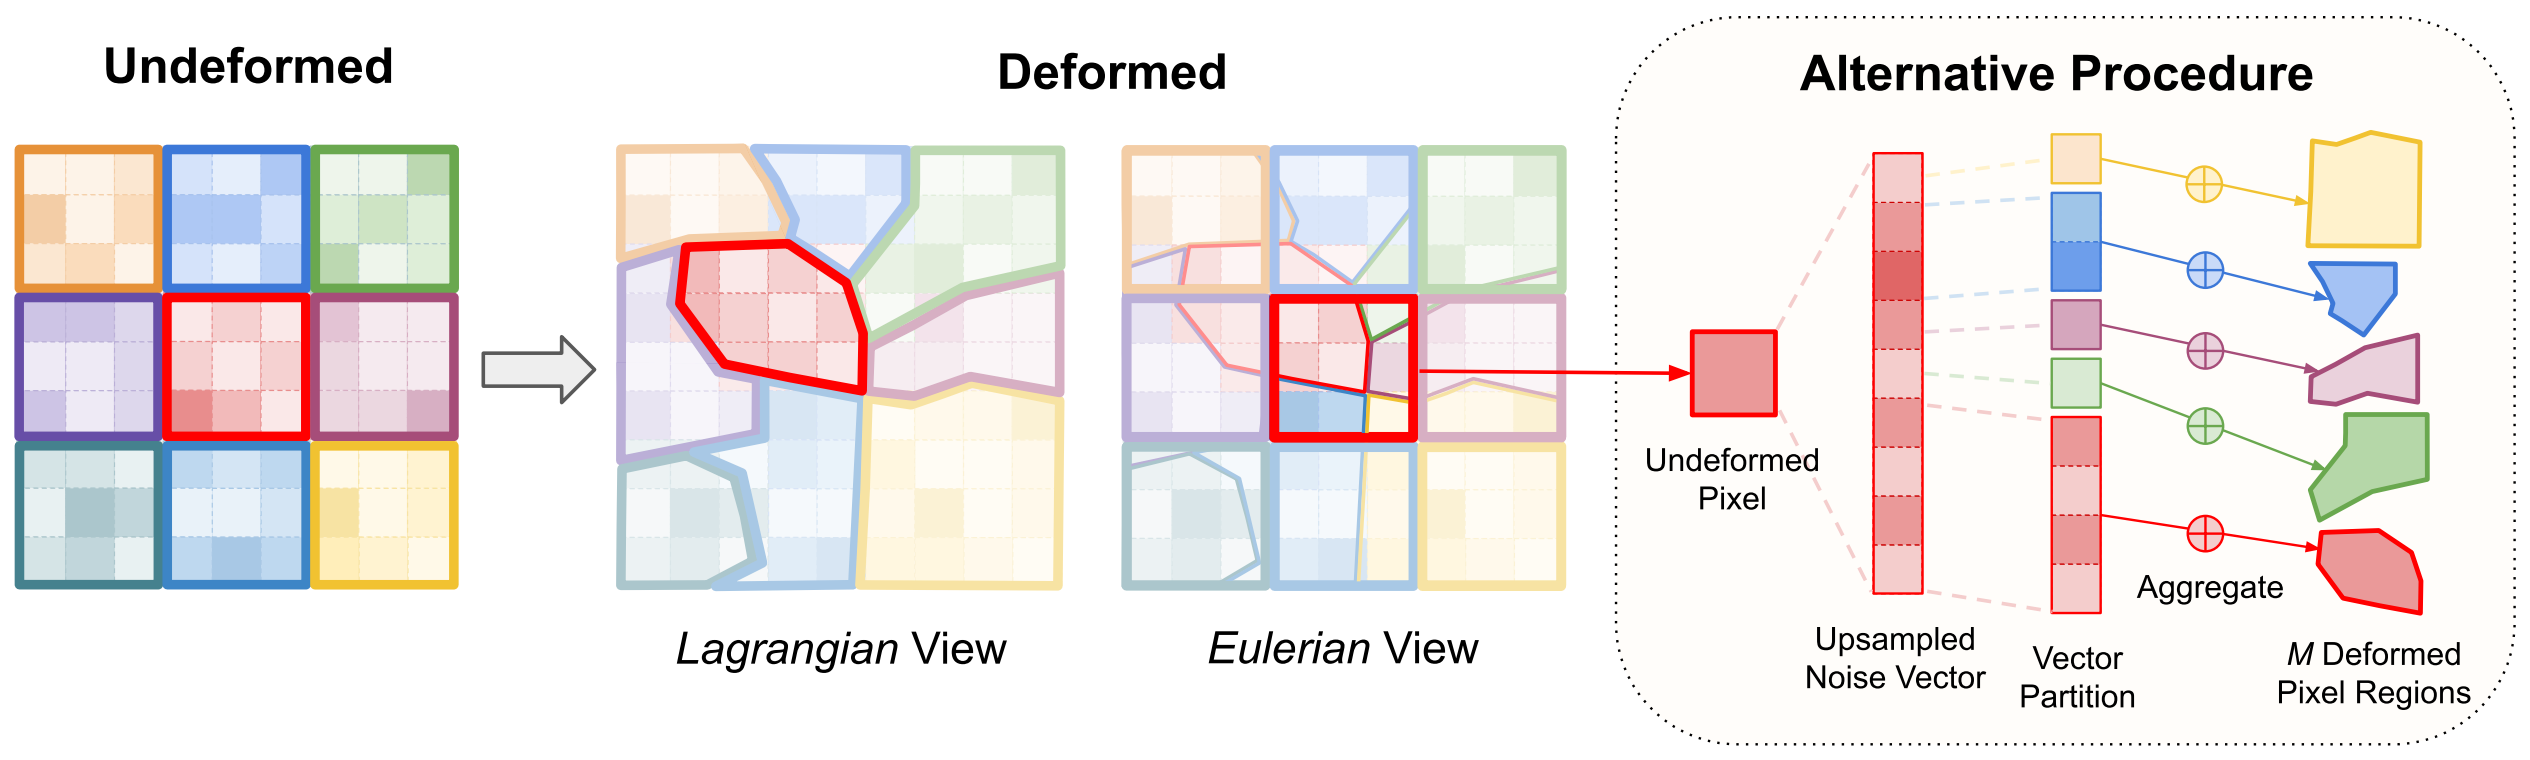 Undeformed
Deformed
Lagrangian View
Eulerian View
Alternative Procedure
Undeformed
Pixel
Upsampled
Noise Vector
Vector
Partition
Aggregate
M Deformed
Pixel Regions